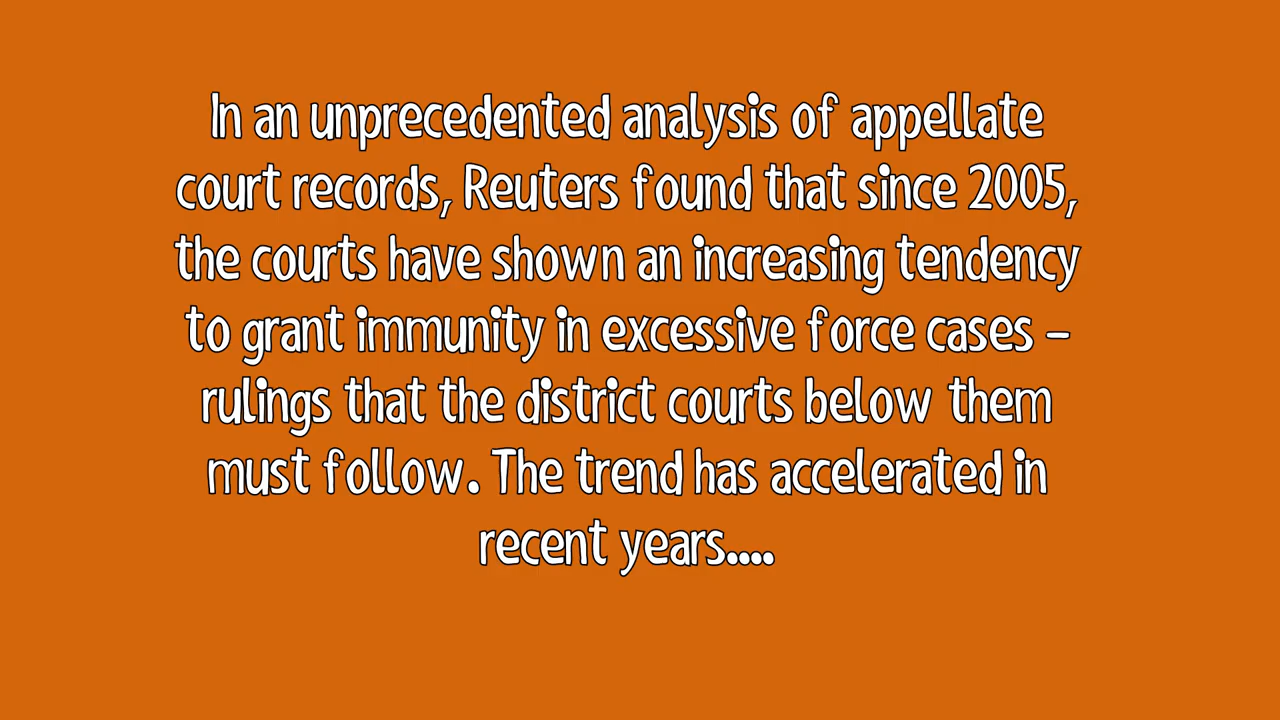 In an unprecedented analysis of appellate
court records, Reuters found that since 2005,
the courts have shown an increasing tendency
to grant immunity in excessive force cases –
rulings that the district courts below them
must follow. The trend has accelerated in
recent years....